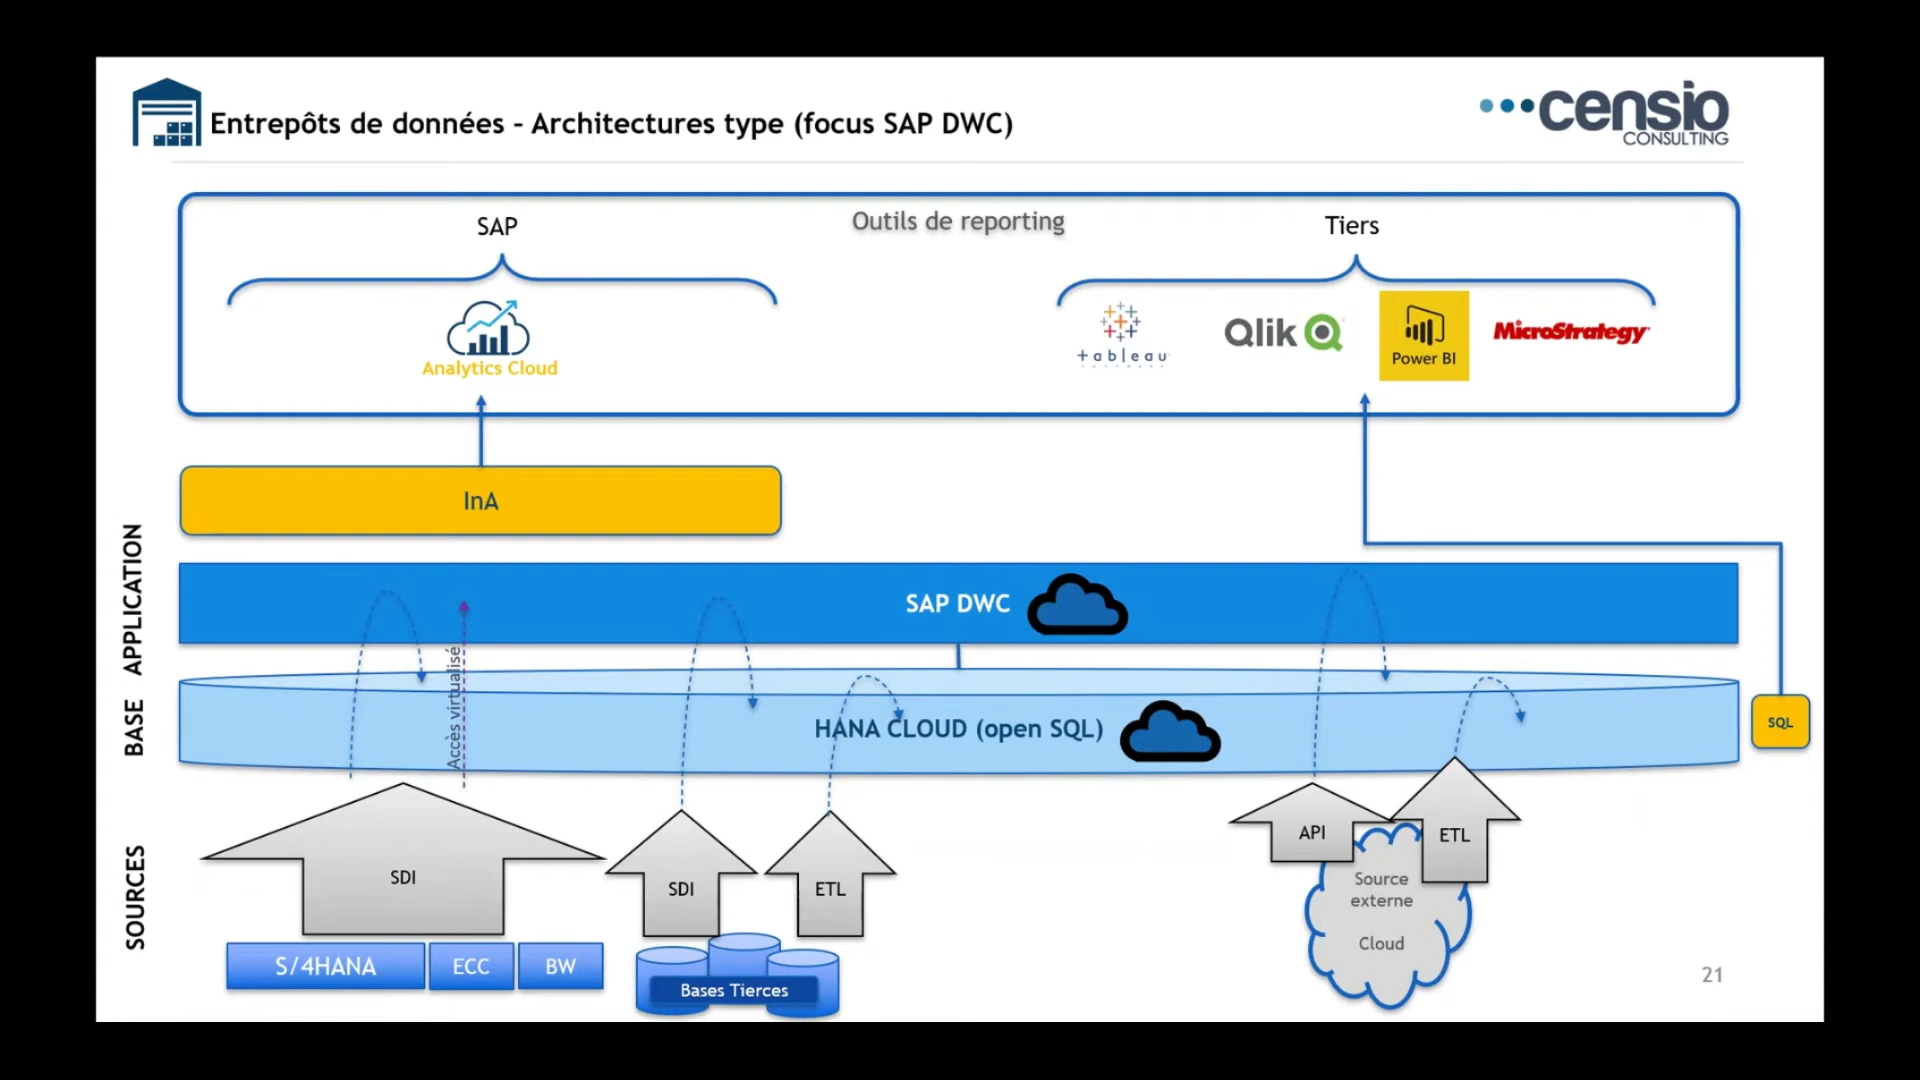 Entrepôts de données - Architectures type (focus SAP DWC)
censio
CONSULTING
Outils de reporting
SAP
Tiers
Analytics Cloud
+ableau
Qlik
Power BI
MicroStrategy
InA
APPLICATION
SAP DWC
BASE
Accès virtualisé
HANA CLOUD (open SQL)
SQL
SOURCES
SDI
SDI
ETL
API
ETL
Source
externe
Cloud
S/4HANA
ECC
BW
Bases Tierces
21